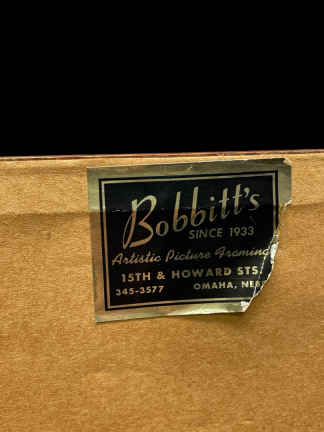 Bobbitt's
SINCE 1933
Artistic Picture Framing
15TH & HOWARD STS.
345-3577 OMAHA, NEB